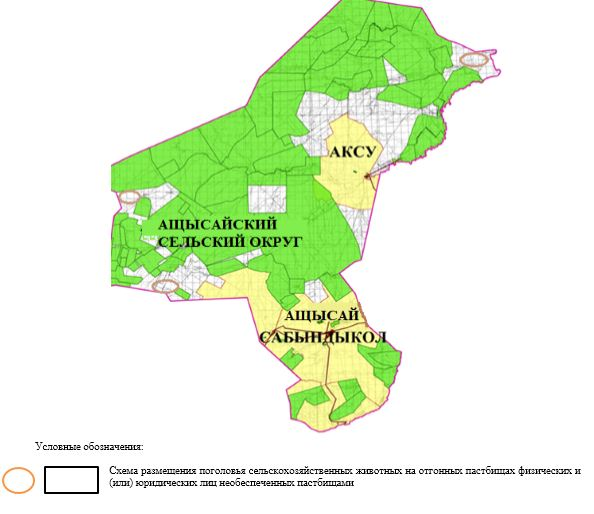 АКСУ
АЩЫСАЙСКИЙ
СЕЛЬСКИЙ ОКРУГ
АЩЫСАЙ
САБЫНДЫКОЛ
Условные обозначения:
Схема размещения поголовья сельскохозяйственных животных на отгонных пастбищах физических и
(или) юридических лиц необеспеченных пастбищами